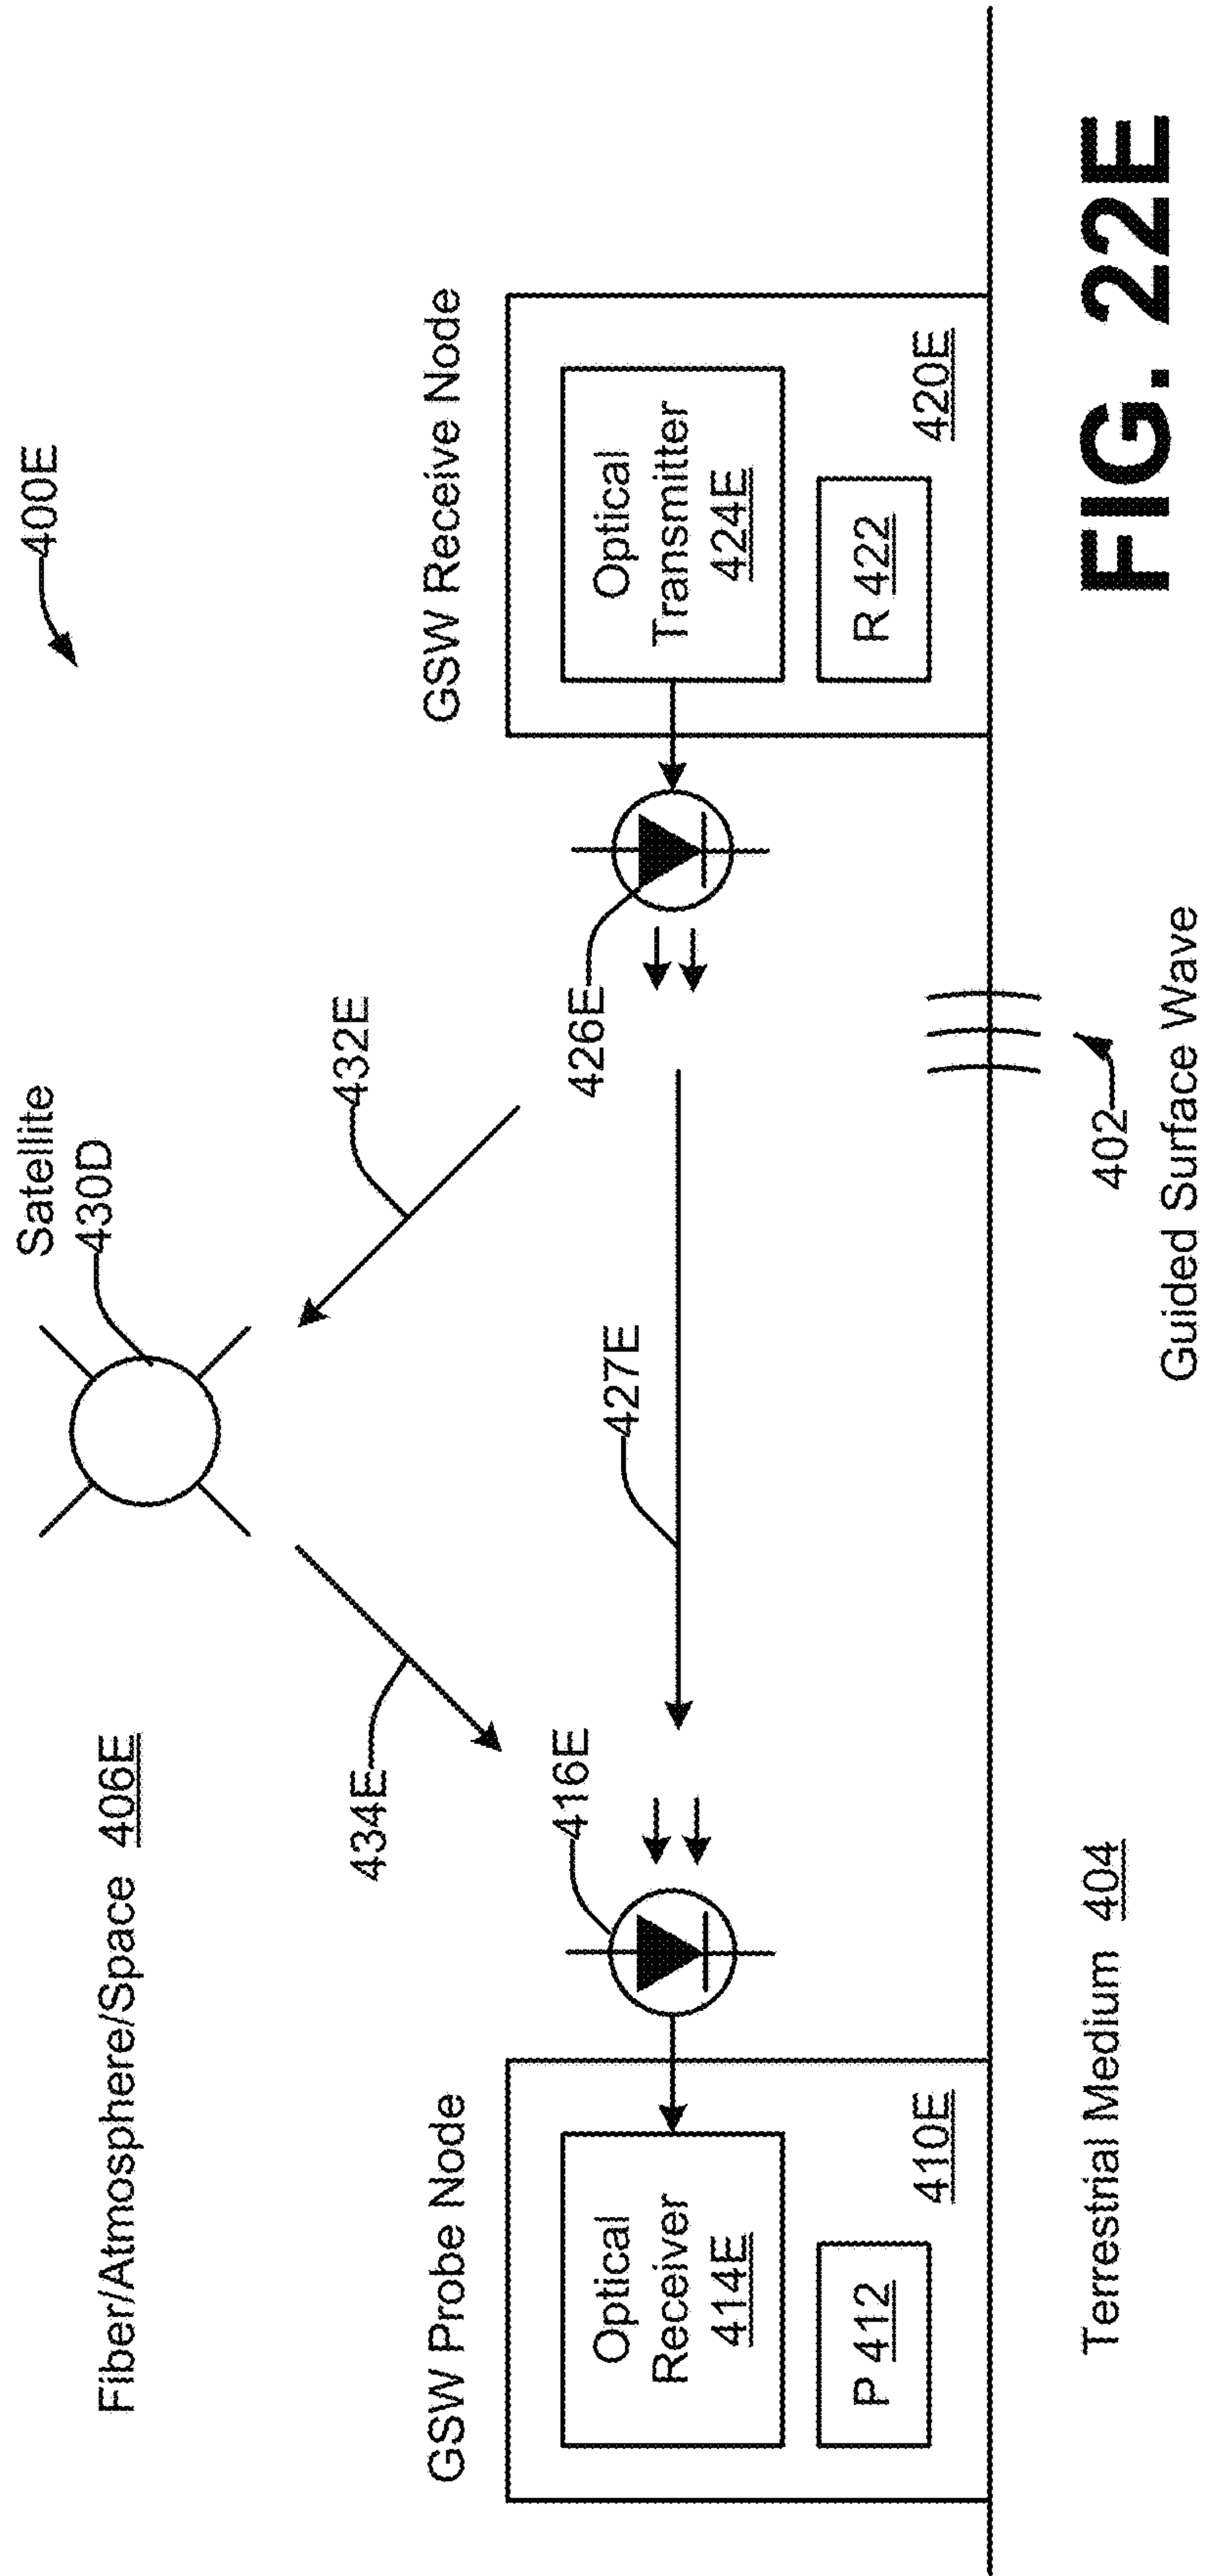 400E
Satellite
430D
Fiber/Atmosphere/Space 406E
432E
434E
GSW Probe Node
GSW Receive Node
416E
427E
426E
Optical
Receiver
414E
Optical
Transmitter
424E
P 412
410E
R 422
420E
Terrestrial Medium 404
402
Guided Surface Wave
FIG. 22E